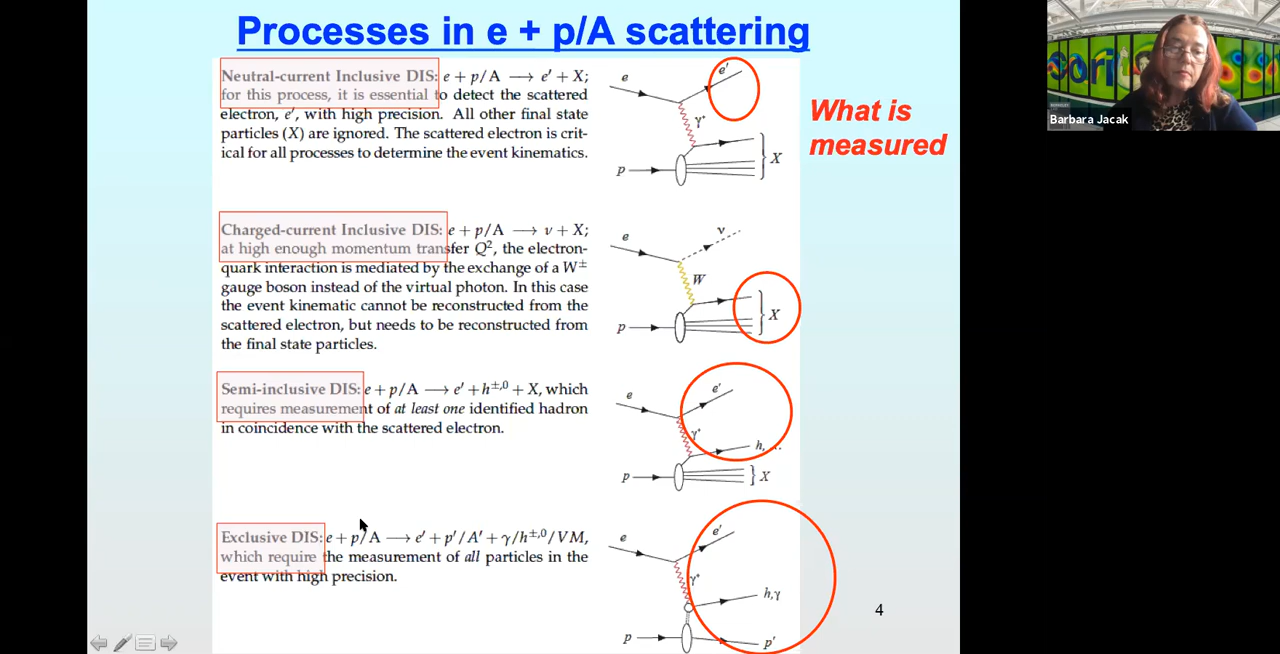 Processes in e + p/A scattering
Neutral-current Inclusive DIS: e + p/A ⟶ e′ + X;
for this process, it is essential to detect the scattered
electron, e′, with high precision. All other final state
particles (X) are ignored. The scattered electron is crit-
ical for all processes to determine the event kinematics.
e
e′
γ*
p
X
What is
measured
Barbara Jacak
Charged-current Inclusive DIS: e + p/A ⟶ ν + X;
at high enough momentum transfer Q², the electron-
quark interaction is mediated by the exchange of a W±
gauge boson instead of the virtual photon. In this case
the event kinematic cannot be reconstructed from the
scattered electron, but needs to be reconstructed from
the final state particles.
e
ν
W
p
X
Semi-inclusive DIS: e + p/A ⟶ e′ + h±,0 + X, which
requires measurement of at least one identified hadron
in coincidence with the scattered electron.
e
e′
γ*
h, ...
p
X
Exclusive DIS: e + p/A ⟶ e′ + p′/A′ + γ/h±,0/VM,
which require the measurement of all particles in the
event with high precision.
e
e′
γ*
h,γ
p
p′
4